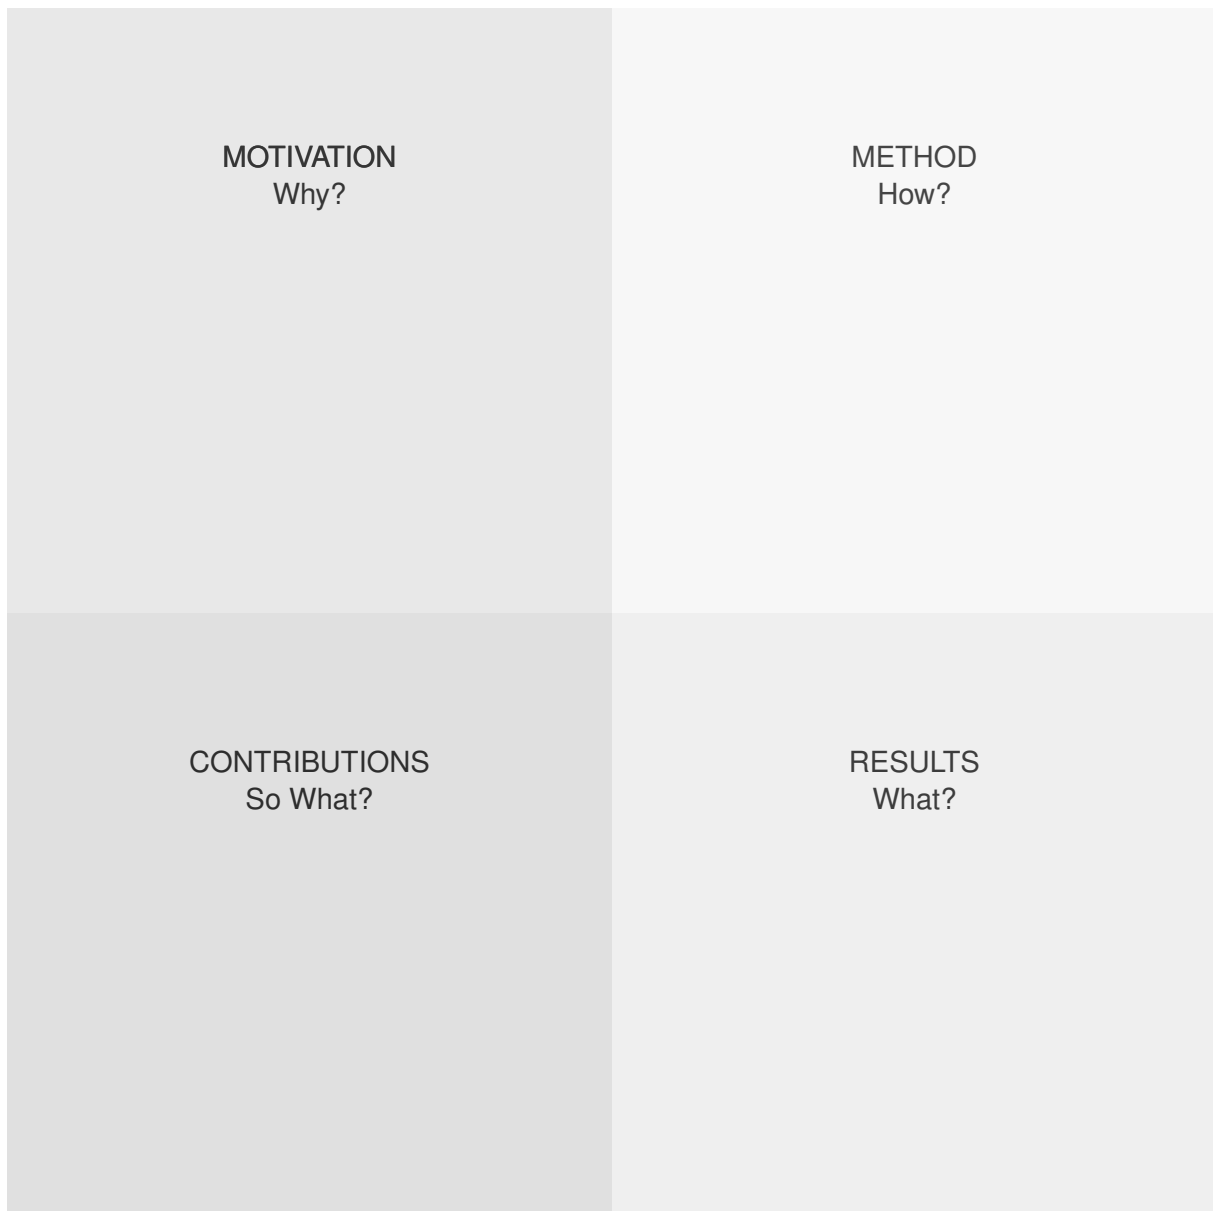 MOTIVATION
Why?
METHOD
How?
CONTRIBUTIONS
So What?
RESULTS
What?